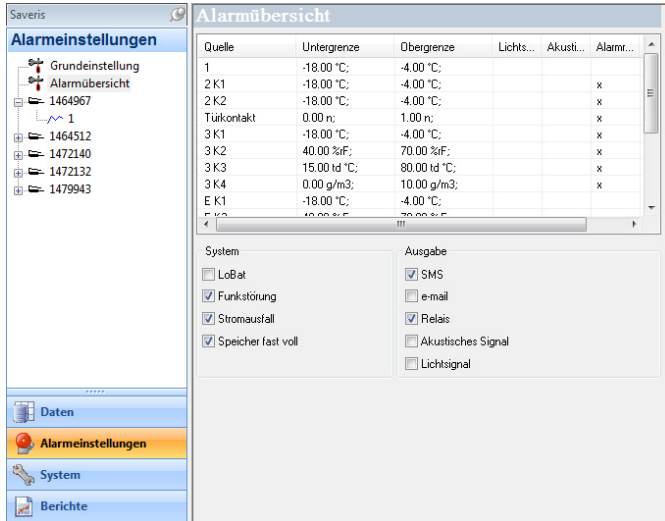 Saveris
Alarmeinstellungen
Grundeinstellung
Alarmübersicht
1464967
1
1464512
1472140
1472132
1479943
Daten
Alarmeinstellungen
System
Berichte
Alarmübersicht
Quelle Untergrenze Obergrenze Lichts... Akusti... Alarmr...
1 -18.00 °C; -4.00 °C;
2 K1 -18.00 °C; -4.00 °C; x
2 K2 -18.00 °C; -4.00 °C; x
Türkontakt 0.00 n; 1.00 n; x
3 K1 -18.00 °C; -4.00 °C; x
3 K2 40.00 %rF; 70.00 %rF; x
3 K3 15.00 td °C; 80.00 td °C; x
3 K4 0.00 g/m3; 10.00 g/m3; x
E K1 -18.00 °C; -4.00 °C;
System
LoBat
Funkstörung
Stromausfall
Speicher fast voll
Ausgabe
SMS
e-mail
Relais
Akustisches Signal
Lichtsignal